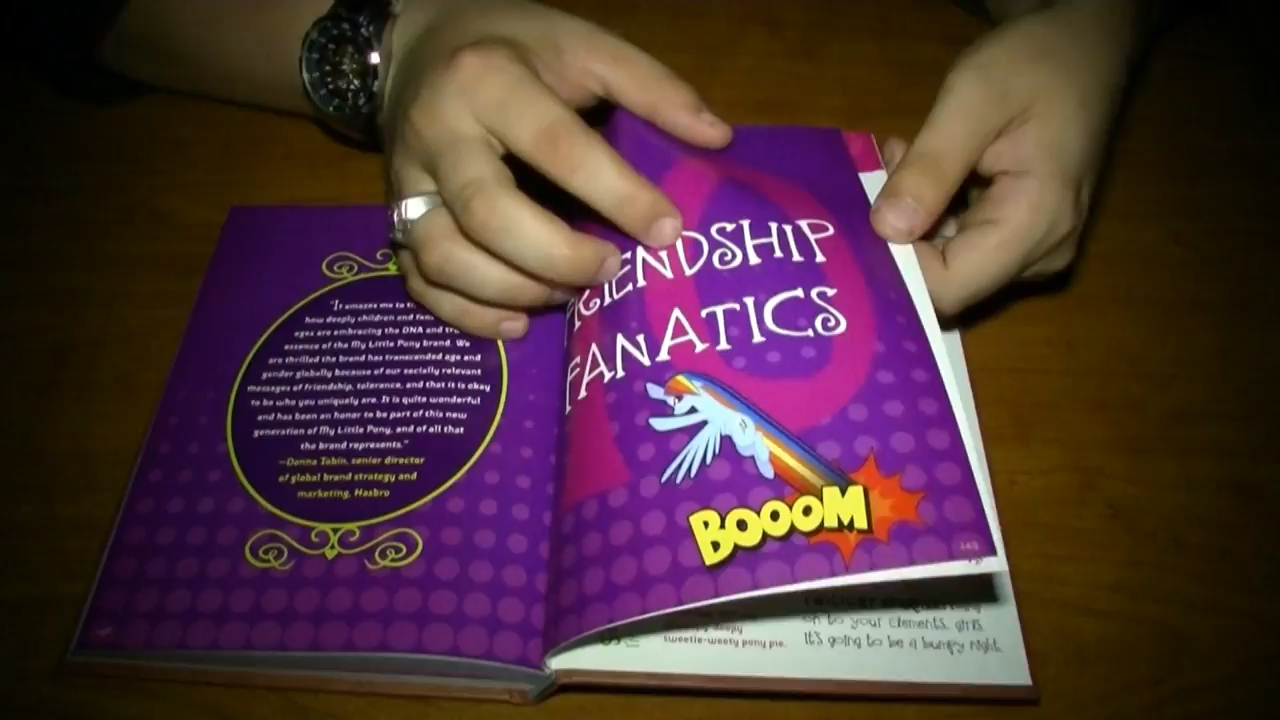 "It amazes me to
how deeply children and fans
ages are embracing the DNA and
essence of the My Little Pony brand. We
are thrilled the brand has transcended age and
gender globally because of our socially relevant
messages of friendship, tolerance, and that it is okay
to be who you uniquely are. It is quite wonderful
and has been an honor to be part of this new
generation of My Little Pony, and of all that
the brand represents."
—Donna Tobin, senior director
of global brand strategy and
marketing, Hasbro
FRIENDSHIP
FANATICS
BOOOM
sweetie-weety pony pie.
on to your Elements, girls.
It's going to be a bumpy night.